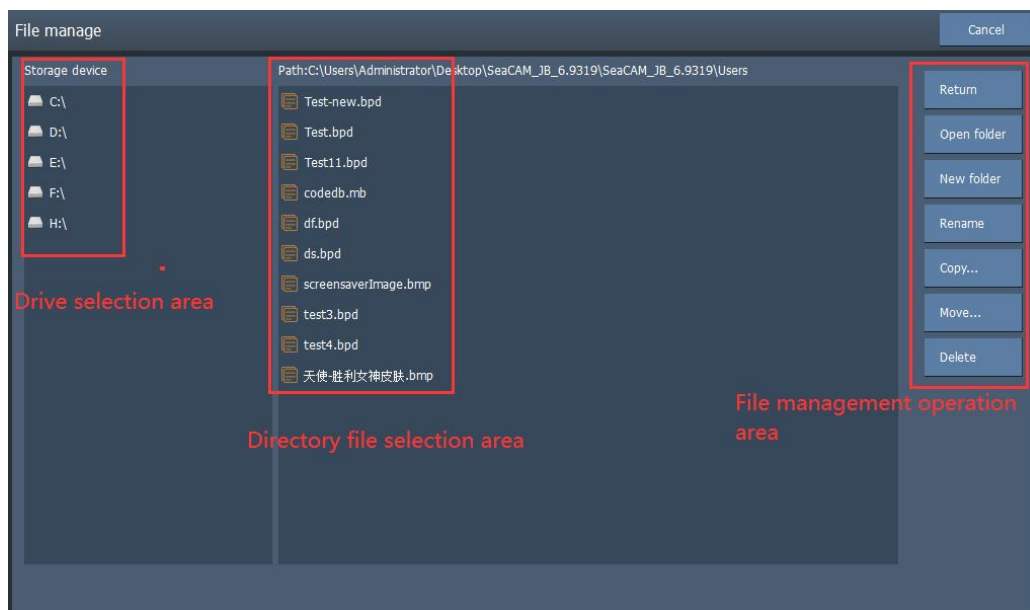 File manage
Cancel
Storage device
C:\
D:\
E:\
F:\
H:\
Drive selection area
Path:C:\Users\Administrator\Desktop\SeaCAM_JB_6.9319\SeaCAM_JB_6.9319\Users
Test-new.bpd
Test.bpd
Test11.bpd
codedb.mb
df.bpd
ds.bpd
screensaverImage.bmp
test3.bpd
test4.bpd
天使-胜利女神皮肤.bmp
Directory file selection area
Return
Open folder
New folder
Rename
Copy...
Move...
Delete
File management operation
area